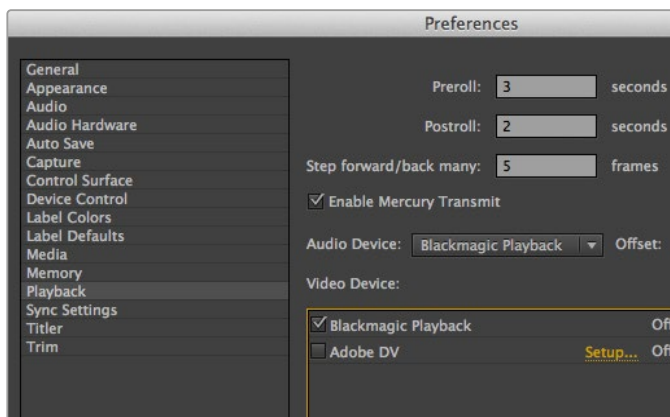 Preferences
General
Appearance
Audio
Audio Hardware
Auto Save
Capture
Control Surface
Device Control
Label Colors
Label Defaults
Media
Memory
Playback
Sync Settings
Titler
Trim
Preroll: 3 seconds
Postroll: 2 seconds
Step forward/back many: 5 frames
Enable Mercury Transmit
Audio Device: Blackmagic Playback Offset:
Video Device:
Blackmagic Playback
Adobe DV Setup...